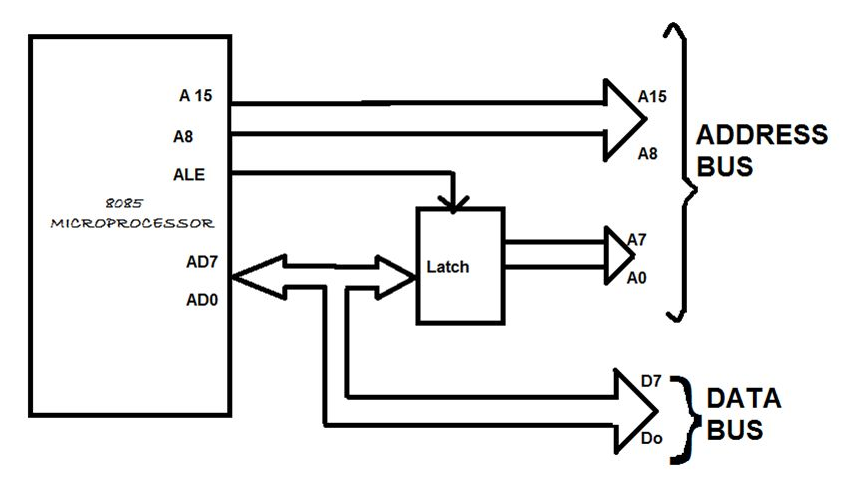 A 15
A8
ALE
8085
MICROPROCESSOR
AD7
AD0
Latch
A15
A8
A7
A0
ADDRESS
BUS
D7
Do
DATA
BUS